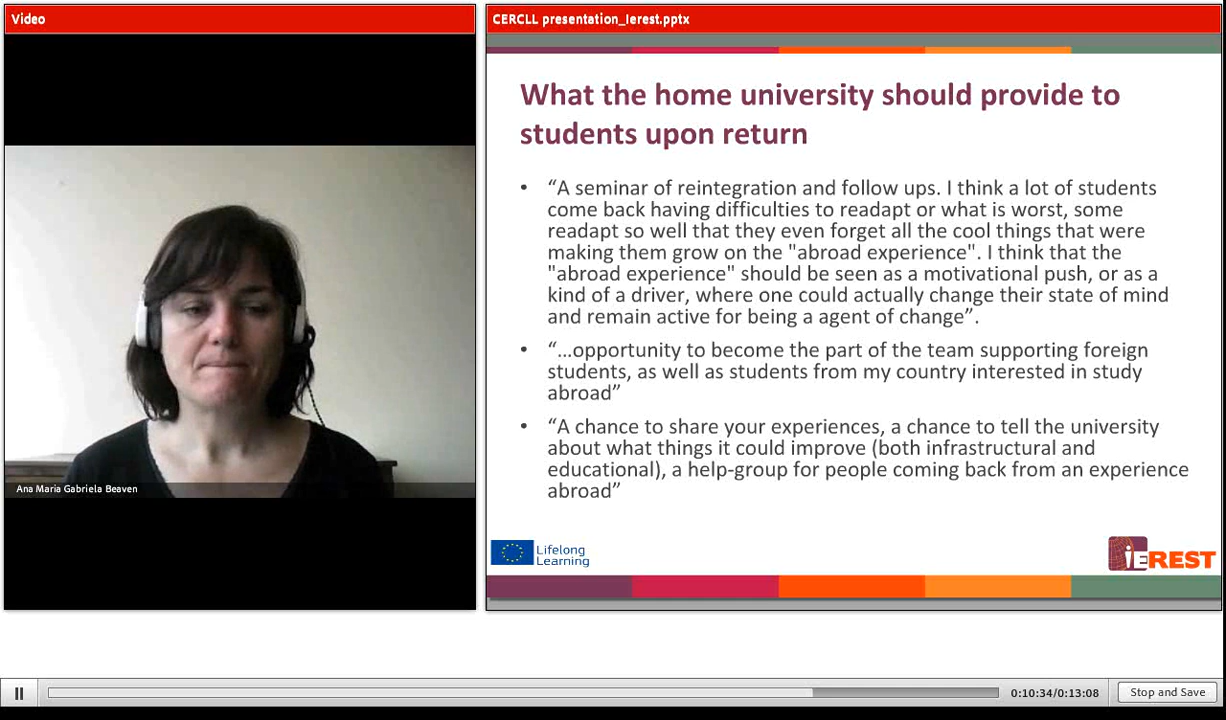 Video
CERCLL presentation_Ierest.pptx
What the home university should provide to
students upon return
• “A seminar of reintegration and follow ups. I think a lot of students
come back having difficulties to readapt or what is worst, some
readapt so well that they even forget all the cool things that were
making them grow on the "abroad experience". I think that the
"abroad experience" should be seen as a motivational push, or as a
kind of a driver, where one could actually change their state of mind
and remain active for being a agent of change”.
• “…opportunity to become the part of the team supporting foreign
students, as well as students from my country interested in study
abroad”
• “A chance to share your experiences, a chance to tell the university
about what things it could improve (both infrastructural and
educational), a help-group for people coming back from an experience
abroad”
Ana Maria Gabriela Beaven
Lifelong
Learning
iEREST
0:10:34/0:13:08
Stop and Save